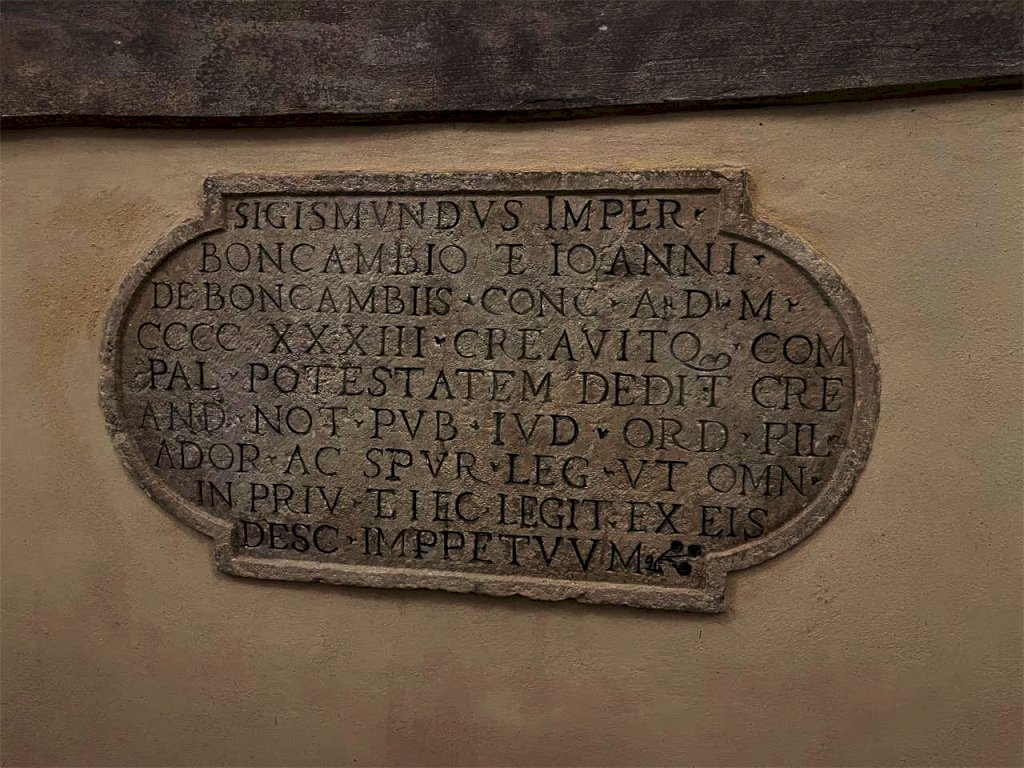 SIGISMVNDVS IMPER ·
BONCAMBIO E IOANNI ·
DE BONCAMBIIS · CONC · A · D · M ·
CCCC XXXIII · CREAVITQ · COM
PAL · POTESTATEM DEDIT CRE
AND · NOT · PVB · IVD · ORD · PIL
ADOR · AC SPVR · LEG · VT OMN ·
IN PRIV · E I EC · LEGIT · EX EIS
DESC · IMPPETVVM